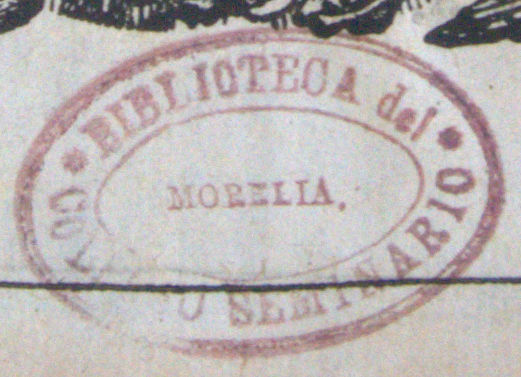 * BIBLIOTECA del *
MORELIA.
SEMINARIO